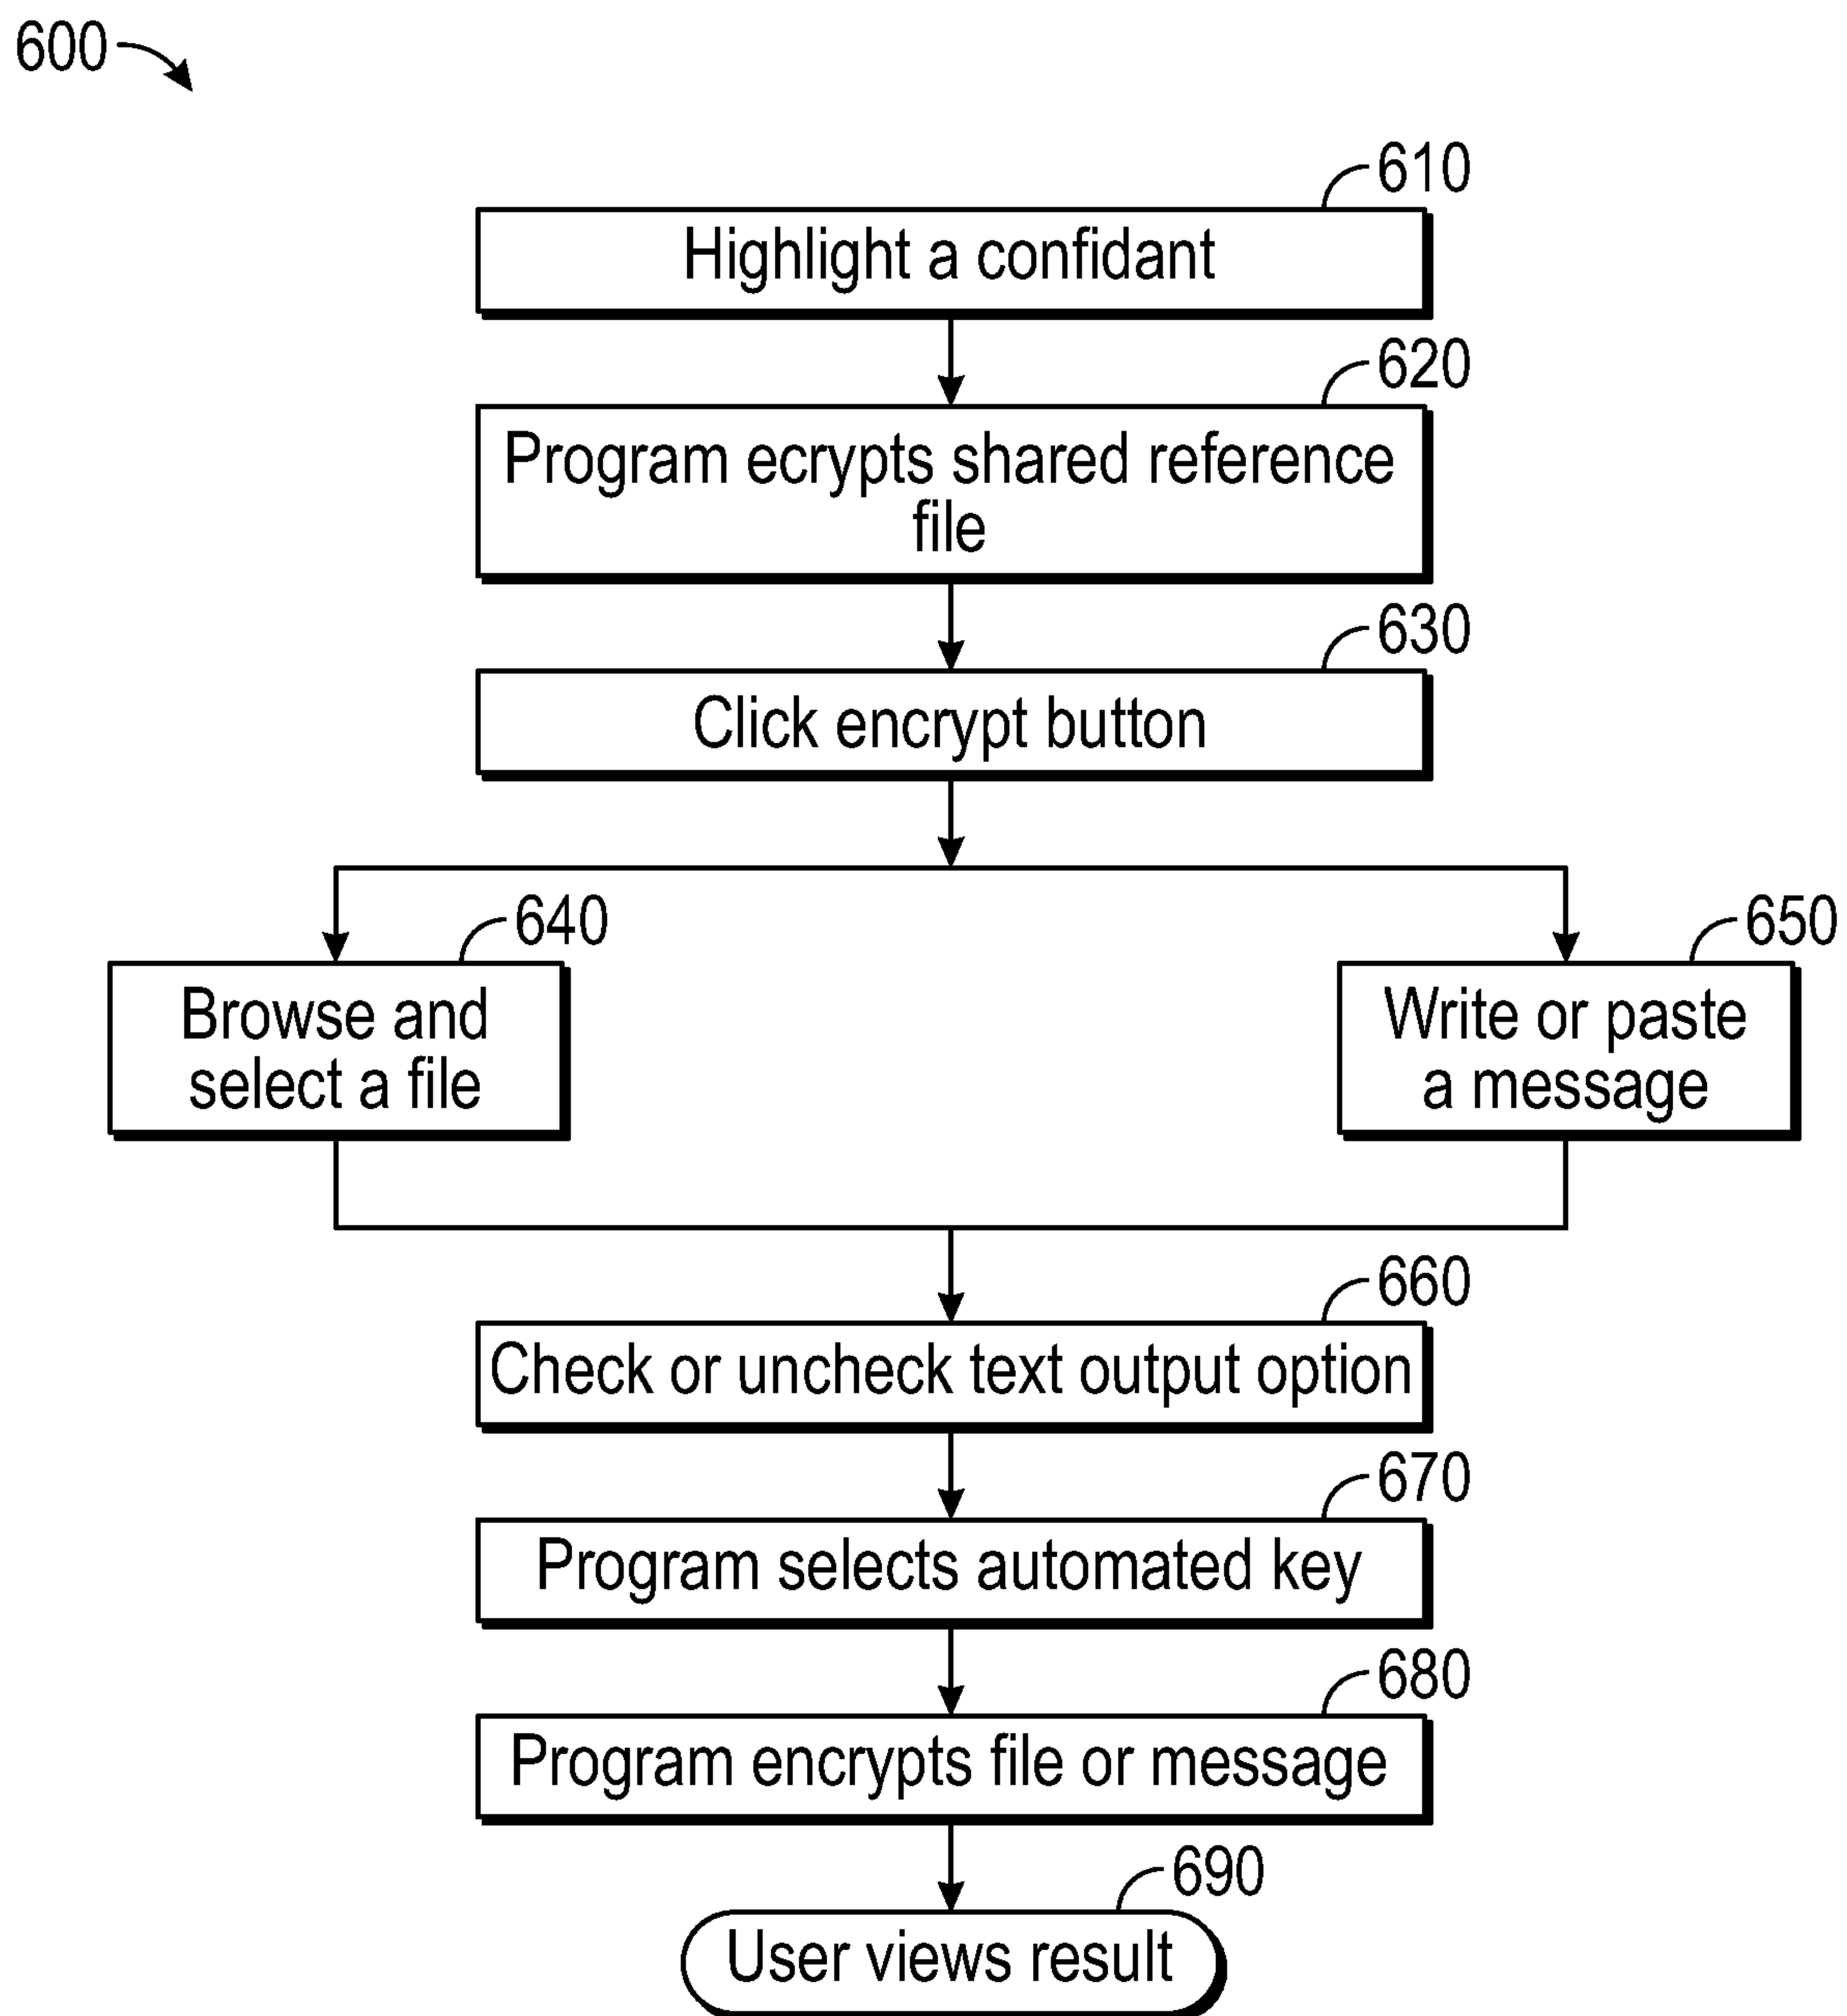 600
610
Highlight a confidant
620
Program ecrypts shared reference
file
630
Click encrypt button
640
Browse and
select a file
650
Write or paste
a message
660
Check or uncheck text output option
670
Program selects automated key
680
Program encrypts file or message
690
User views result